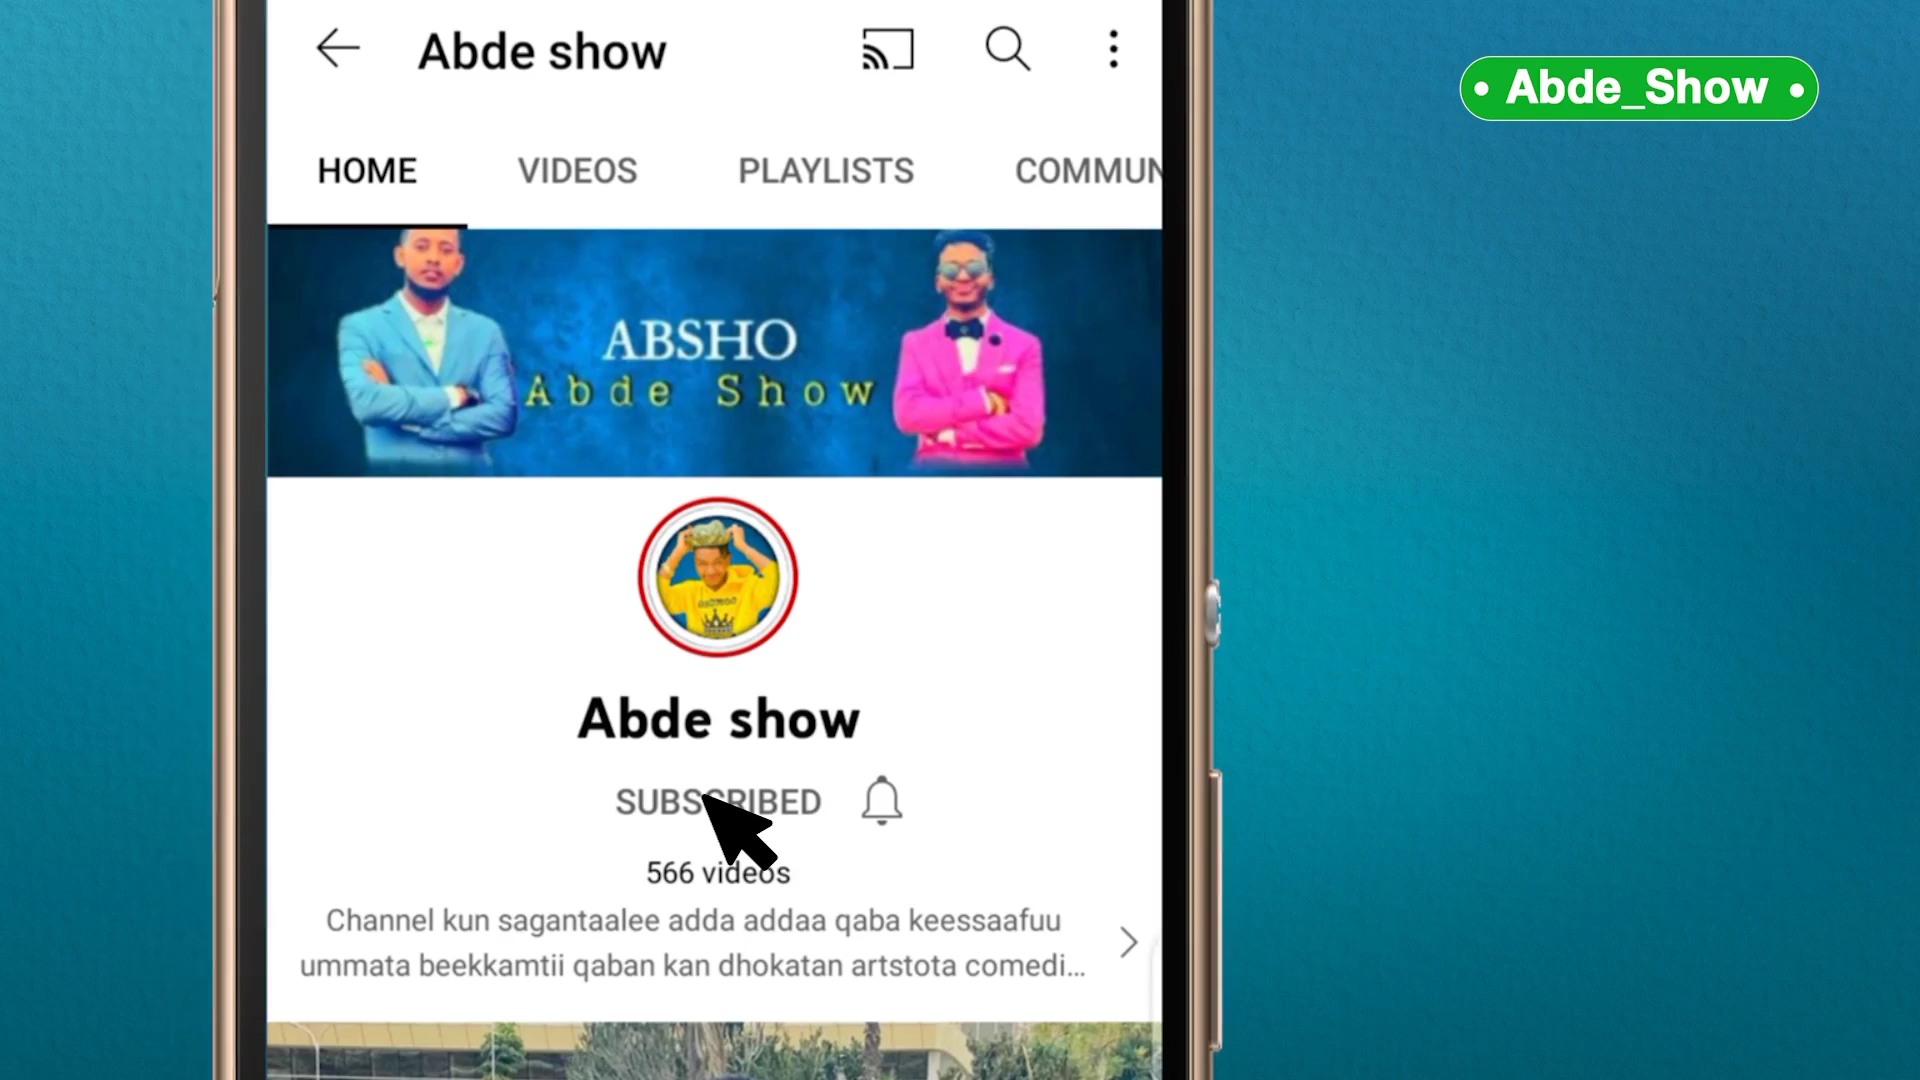 Abde show
Abde_Show
HOME VIDEOS PLAYLISTS COMMUN
ABSHO
Abde Show
OROMOO
Abde show
SUBSCRIBED
566 videos
Channel kun sagantaalee adda addaa qaba keessaafuu
ummata beekkamtii qaban kan dhokatan artstota comedi...